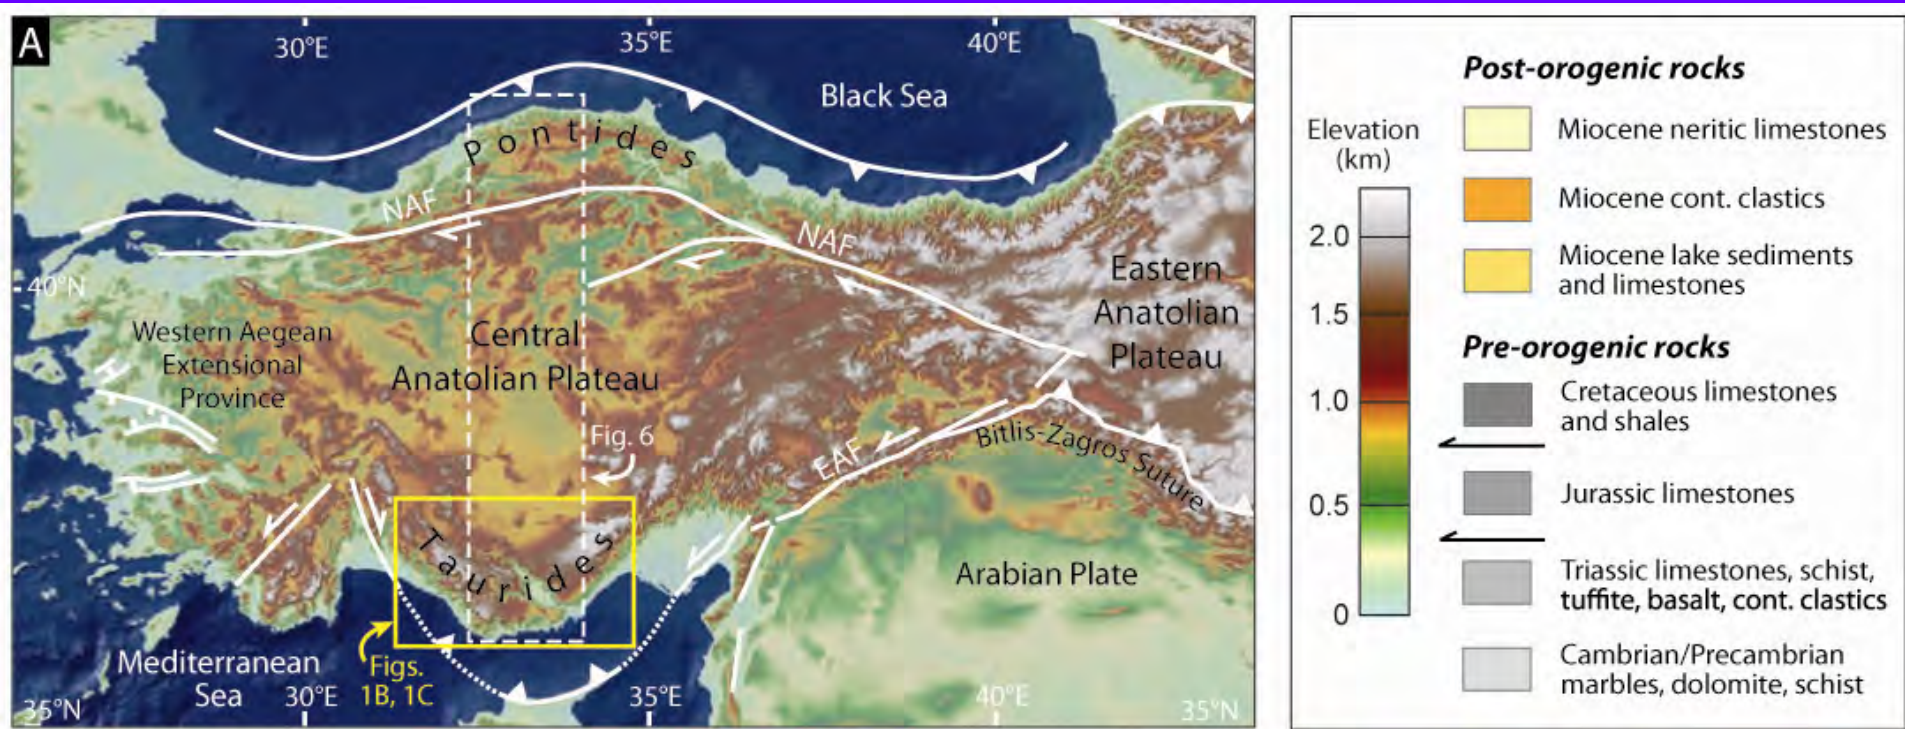 A
30°E
35°E
40°E
Black Sea
Pontides
NAF
NAF
40°N
Eastern
Anatolian
Plateau
Western Aegean
Extensional
Province
Central
Anatolian Plateau
Fig. 6
EAF
Bitlis-Zagros Suture
Taurides
Arabian Plate
Mediterranean
Sea
Figs.
1B, 1C
30°E
35°E
40°E
35°N
35°N
Elevation
(km)
2.0
1.5
1.0
0.5
0
Post-orogenic rocks
Miocene neritic limestones
Miocene cont. clastics
Miocene lake sediments
and limestones
Pre-orogenic rocks
Cretaceous limestones
and shales
Jurassic limestones
Triassic limestones, schist,
tuffite, basalt, cont. clastics
Cambrian/Precambrian
marbles, dolomite, schist